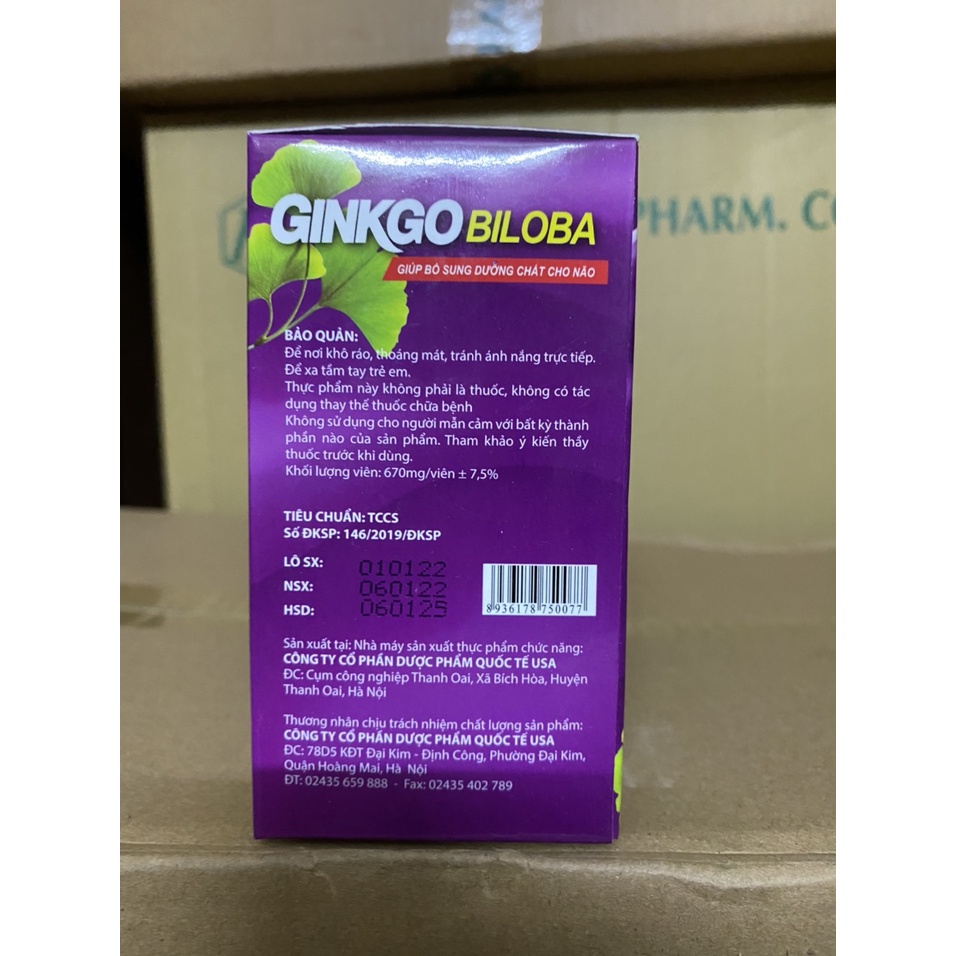 PHARM. CO
GINKGO BILOBA
GIÚP BỔ SUNG DƯỠNG CHẤT CHO NÃO
BẢO QUẢN:
Để nơi khô ráo, thoáng mát, tránh ánh nắng trực tiếp.
Để xa tầm tay trẻ em.
Thực phẩm này không phải là thuốc, không có tác
dụng thay thế thuốc chữa bệnh
Không sử dụng cho người mẫn cảm với bất kỳ thành
phần nào của sản phẩm. Tham khảo ý kiến thầy
thuốc trước khi dùng.
Khối lượng viên: 670mg/viên ± 7,5%
TIÊU CHUẨN: TCCS
Số ĐKSP: 146/2019/ĐKSP
LÔ SX: 010122
NSX: 060122
HSD: 060125
8936178750077
Sản xuất tại: Nhà máy sản xuất thực phẩm chức năng:
CÔNG TY CỔ PHẦN DƯỢC PHẨM QUỐC TẾ USA
ĐC: Cụm công nghiệp Thanh Oai, Xã Bích Hòa, Huyện
Thanh Oai, Hà Nội
Thương nhân chịu trách nhiệm chất lượng sản phẩm:
CÔNG TY CỔ PHẦN DƯỢC PHẨM QUỐC TẾ USA
ĐC: 78D5 KĐT Đại Kim - Định Công, Phường Đại Kim,
Quận Hoàng Mai, Hà Nội
ĐT: 02435 659 888 - Fax: 02435 402 789